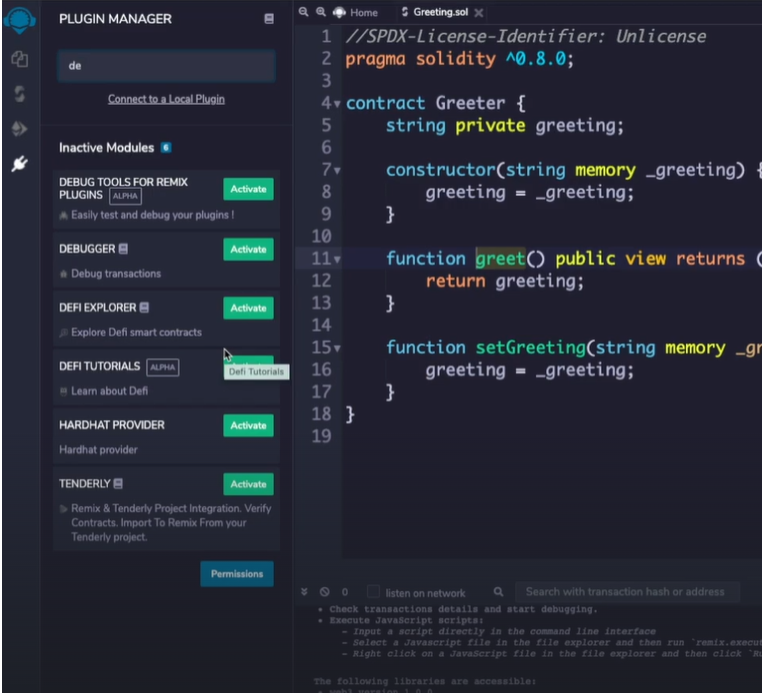 PLUGIN MANAGER
de
Connect to a Local Plugin
Inactive Modules 6
DEBUG TOOLS FOR REMIX
PLUGINS ALPHA
Activate
Easily test and debug your plugins !
DEBUGGER
Activate
Debug transactions
DEFI EXPLORER
Activate
Explore Defi smart contracts
DEFI TUTORIALS ALPHA
Defi Tutorials
Learn about Defi
HARDHAT PROVIDER
Activate
Hardhat provider
TENDERLY
Activate
Remix & Tenderly Project Integration. Verify
Contracts. Import To Remix From your
Tenderly project.
Permissions
Home
Greeting.sol
1 //SPDX-License-Identifier: Unlicense
2 pragma solidity ^0.8.0;
3
4 contract Greeter {
5 string private greeting;
6
7 constructor(string memory _greeting) {
8 greeting = _greeting;
9 }
10
11 function greet() public view returns (
12 return greeting;
13 }
14
15 function setGreeting(string memory _gr
16 greeting = _greeting;
17 }
18 }
19
0 listen on network Search with transaction hash or address
• Check transactions details and start debugging.
• Execute JavaScript scripts:
- Input a script directly in the command line interface
- Select a Javascript file in the file explorer and then run `remix.execut
- Right click on a JavaScript file in the file explorer and then click `Ru
The following libraries are accessible: